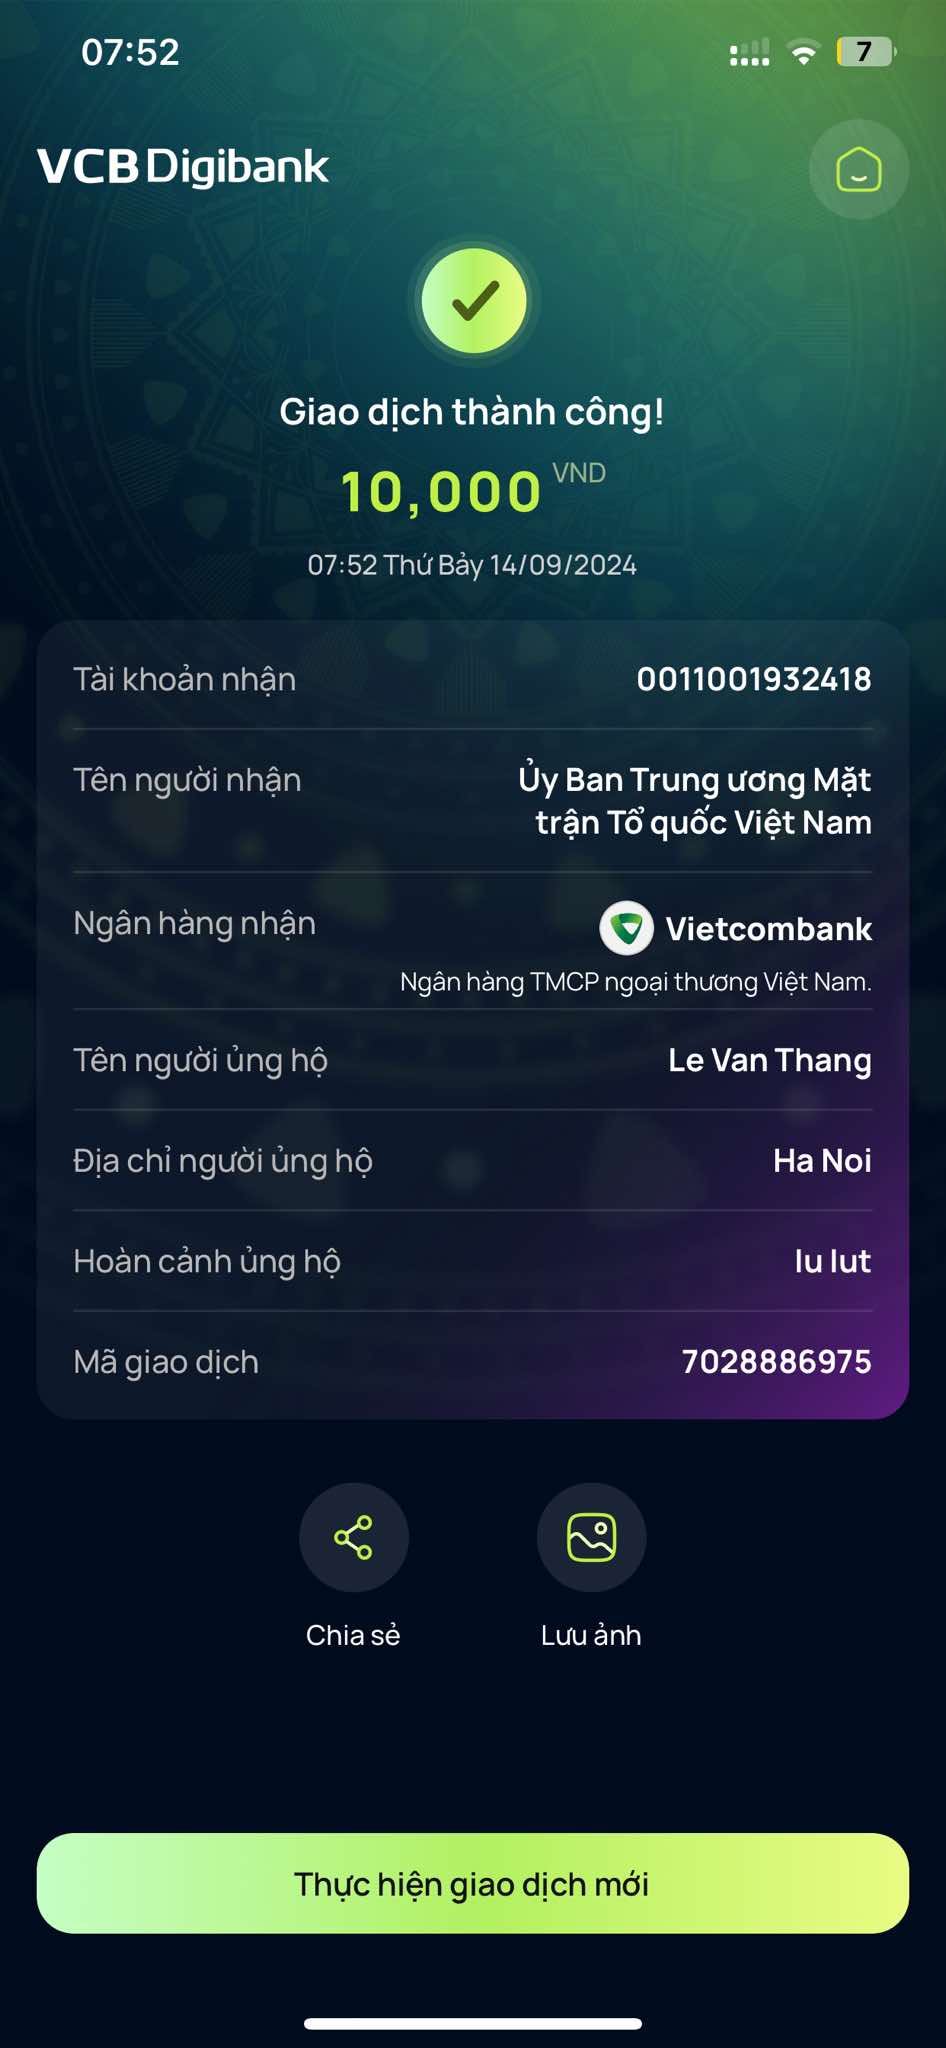 07:52
7
VCB Digibank
Giao dịch thành công!
10,000 VND
07:52 Thứ Bảy 14/09/2024
Tài khoản nhận 0011001932418
Tên người nhận Ủy Ban Trung ương Mặt
trận Tổ quốc Việt Nam
Ngân hàng nhận Vietcombank
Ngân hàng TMCP ngoại thương Việt Nam.
Tên người ủng hộ Le Van Thang
Địa chỉ người ủng hộ Ha Noi
Hoàn cảnh ủng hộ lu lut
Mã giao dịch 7028886975
Chia sẻ Lưu ảnh
Thực hiện giao dịch mới